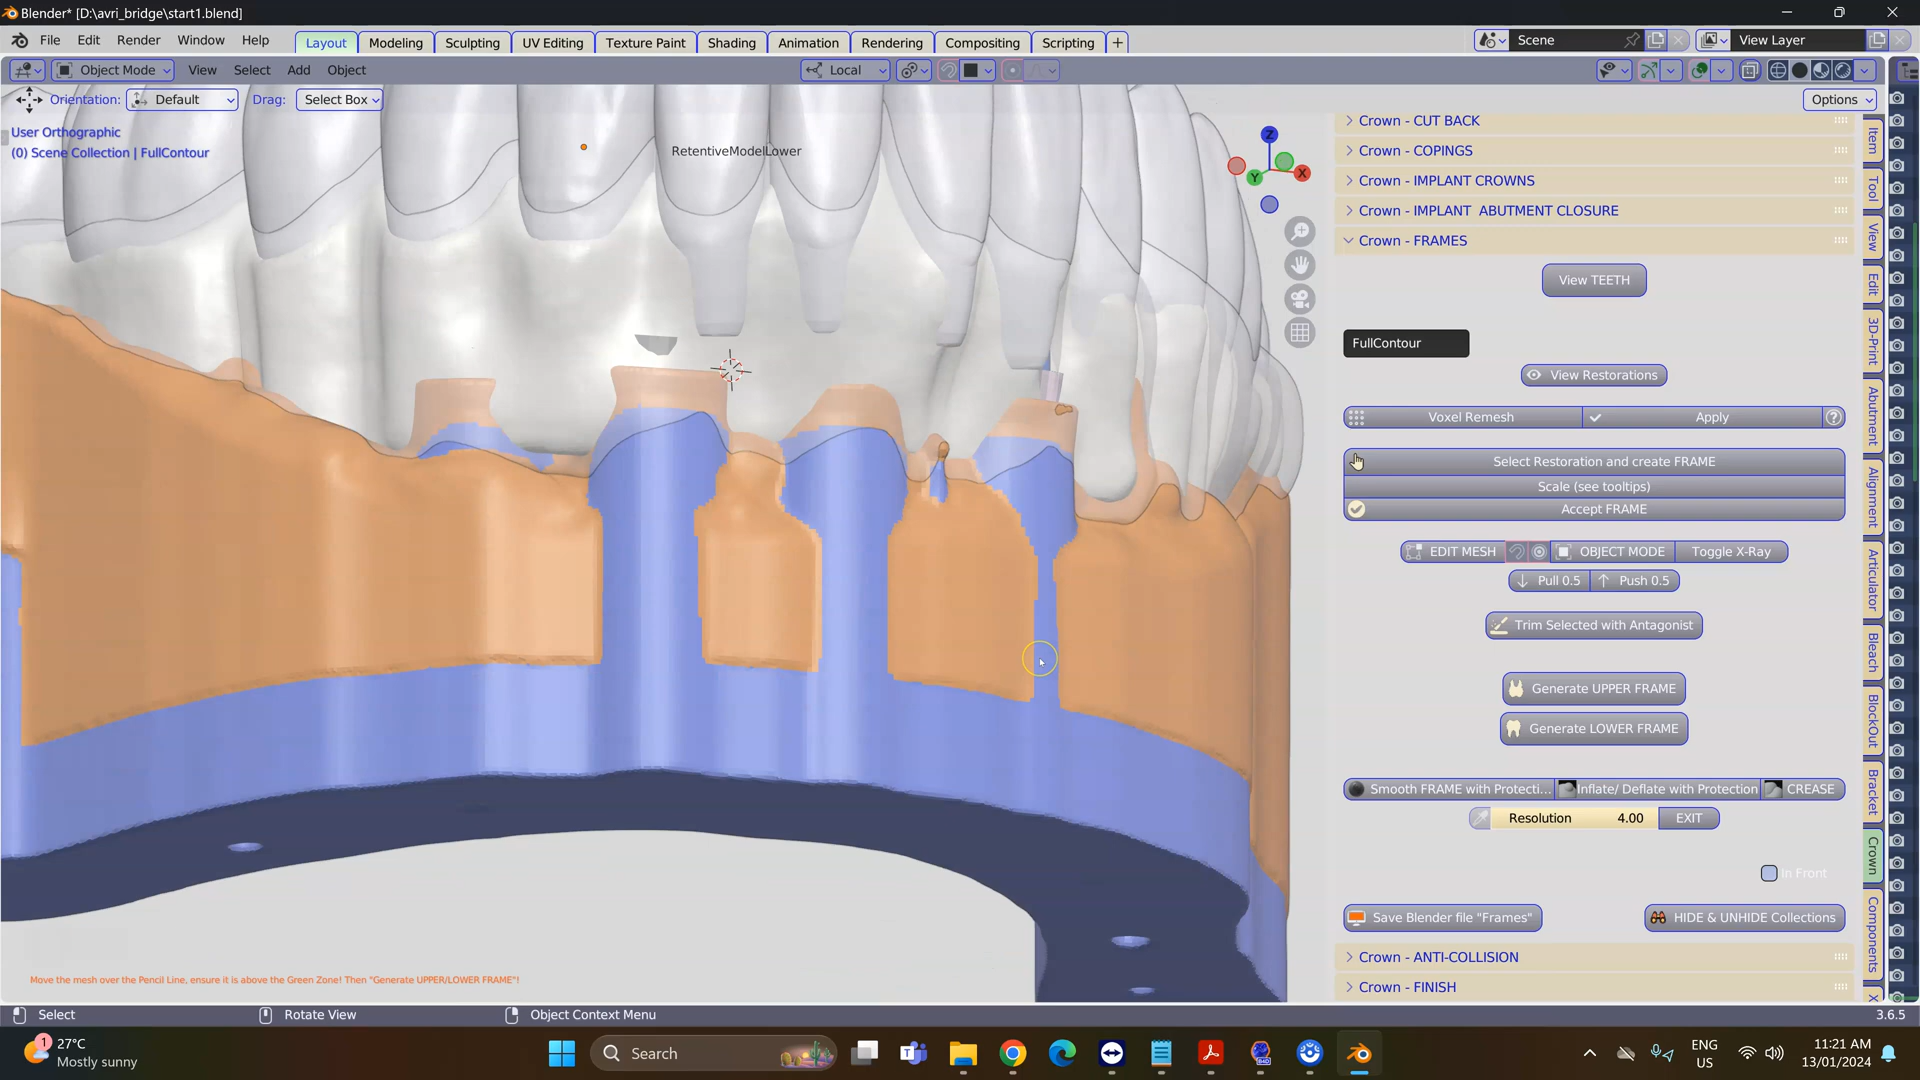 Blender* [D:\avri_bridge\start1.blend]
File Edit Render Window Help
Layout Modeling Sculpting UV Editing Texture Paint Shading Animation Rendering Compositing Scripting +
Scene
View Layer
Object Mode View Select Add Object
Local
Orientation: Default Drag: Select Box
Options
User Orthographic
(0) Scene Collection | FullContour
RetentiveModelLower
Z
X
Y
Crown - CUT BACK
Crown - COPINGS
Crown - IMPLANT CROWNS
Crown - IMPLANT ABUTMENT CLOSURE
Crown - FRAMES
View TEETH
FullContour
View Restorations
Voxel Remesh Apply ?
Select Restoration and create FRAME
Scale (see tooltips)
Accept FRAME
EDIT MESH OBJECT MODE Toggle X-Ray
Pull 0.5 Push 0.5
Trim Selected with Antagonist
Generate UPPER FRAME
Generate LOWER FRAME
Smooth FRAME with Protecti... Inflate/ Deflate with Protection CREASE
Resolution 4.00 EXIT
In Front
Save Blender file "Frames" HIDE & UNHIDE Collections
Crown - ANTI-COLLISION
Crown - FINISH
Item
Tool
View
Edit
3D-Print
Abutment
Alignment
Articulator
Bleach
BlockOut
Bracket
Crown
Components
X
Move the mesh over the Pencil Line, ensure it is above the Green Zone! Then "Generate UPPER/LOWER FRAME"!
Select Rotate View Object Context Menu
3.6.5
1
27°C
Mostly sunny
Search
ENG
US
11:21 AM
13/01/2024